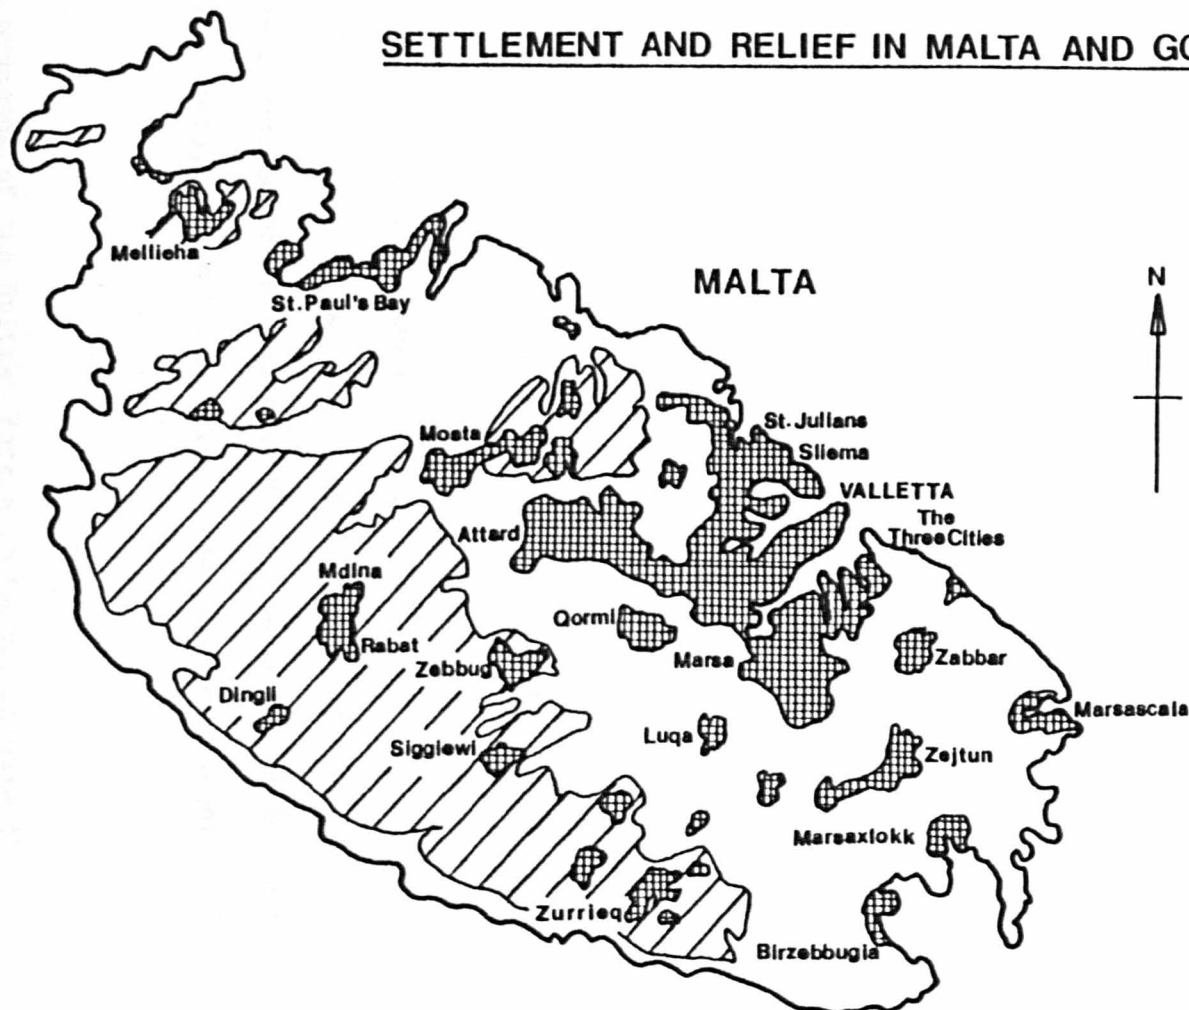 SETTLEMENT AND RELIEF IN MALTA AND GO
MALTA
N
Mellieha
St. Paul's Bay
St. Julians
Mosta
Sliema
VALLETTA
The
Three Cities
Attard
Mdina
Qormi
Rabat
Zebbug
Marsa
Zabbar
Dingli
Marsascala
Luqa
Siggiewi
Zejtun
Marsaxlokk
Zurrieq
Birzebbugia